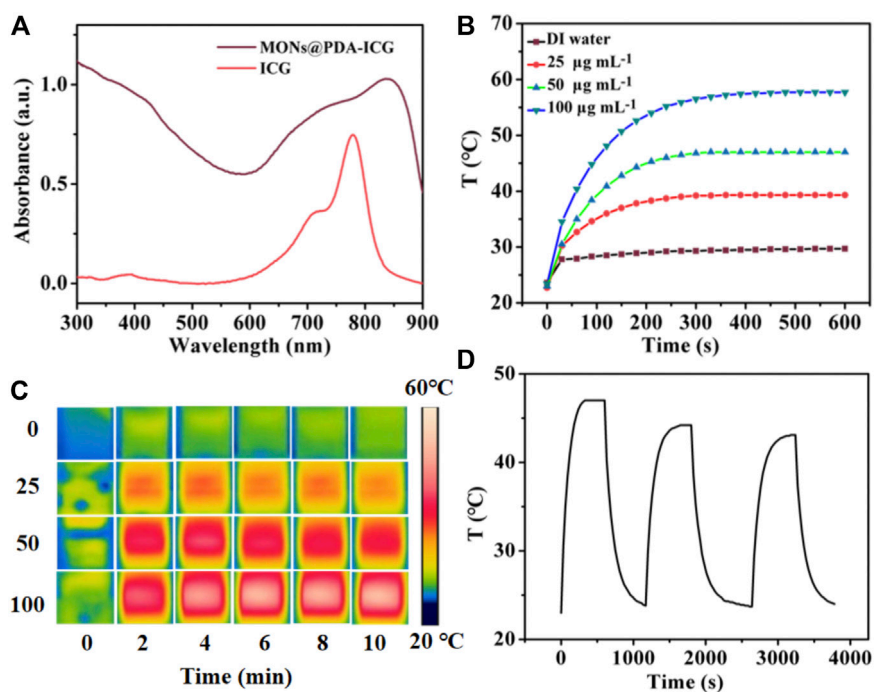 A
MONs@PDA-ICG
ICG
Absorbance (a.u.)
1.0
0.5
0.0
300 400 500 600 700 800 900
Wavelength (nm)
B
DI water
25 µg mL-1
50 µg mL-1
100 µg mL-1
T (°C)
70
60
50
40
30
20
0 100 200 300 400 500 600
Time (s)
C
60°C
0
25
50
100
20 °C
0 2 4 6 8 10
Time (min)
D
T (°C)
50
40
30
20
0 1000 2000 3000 4000
Time (s)